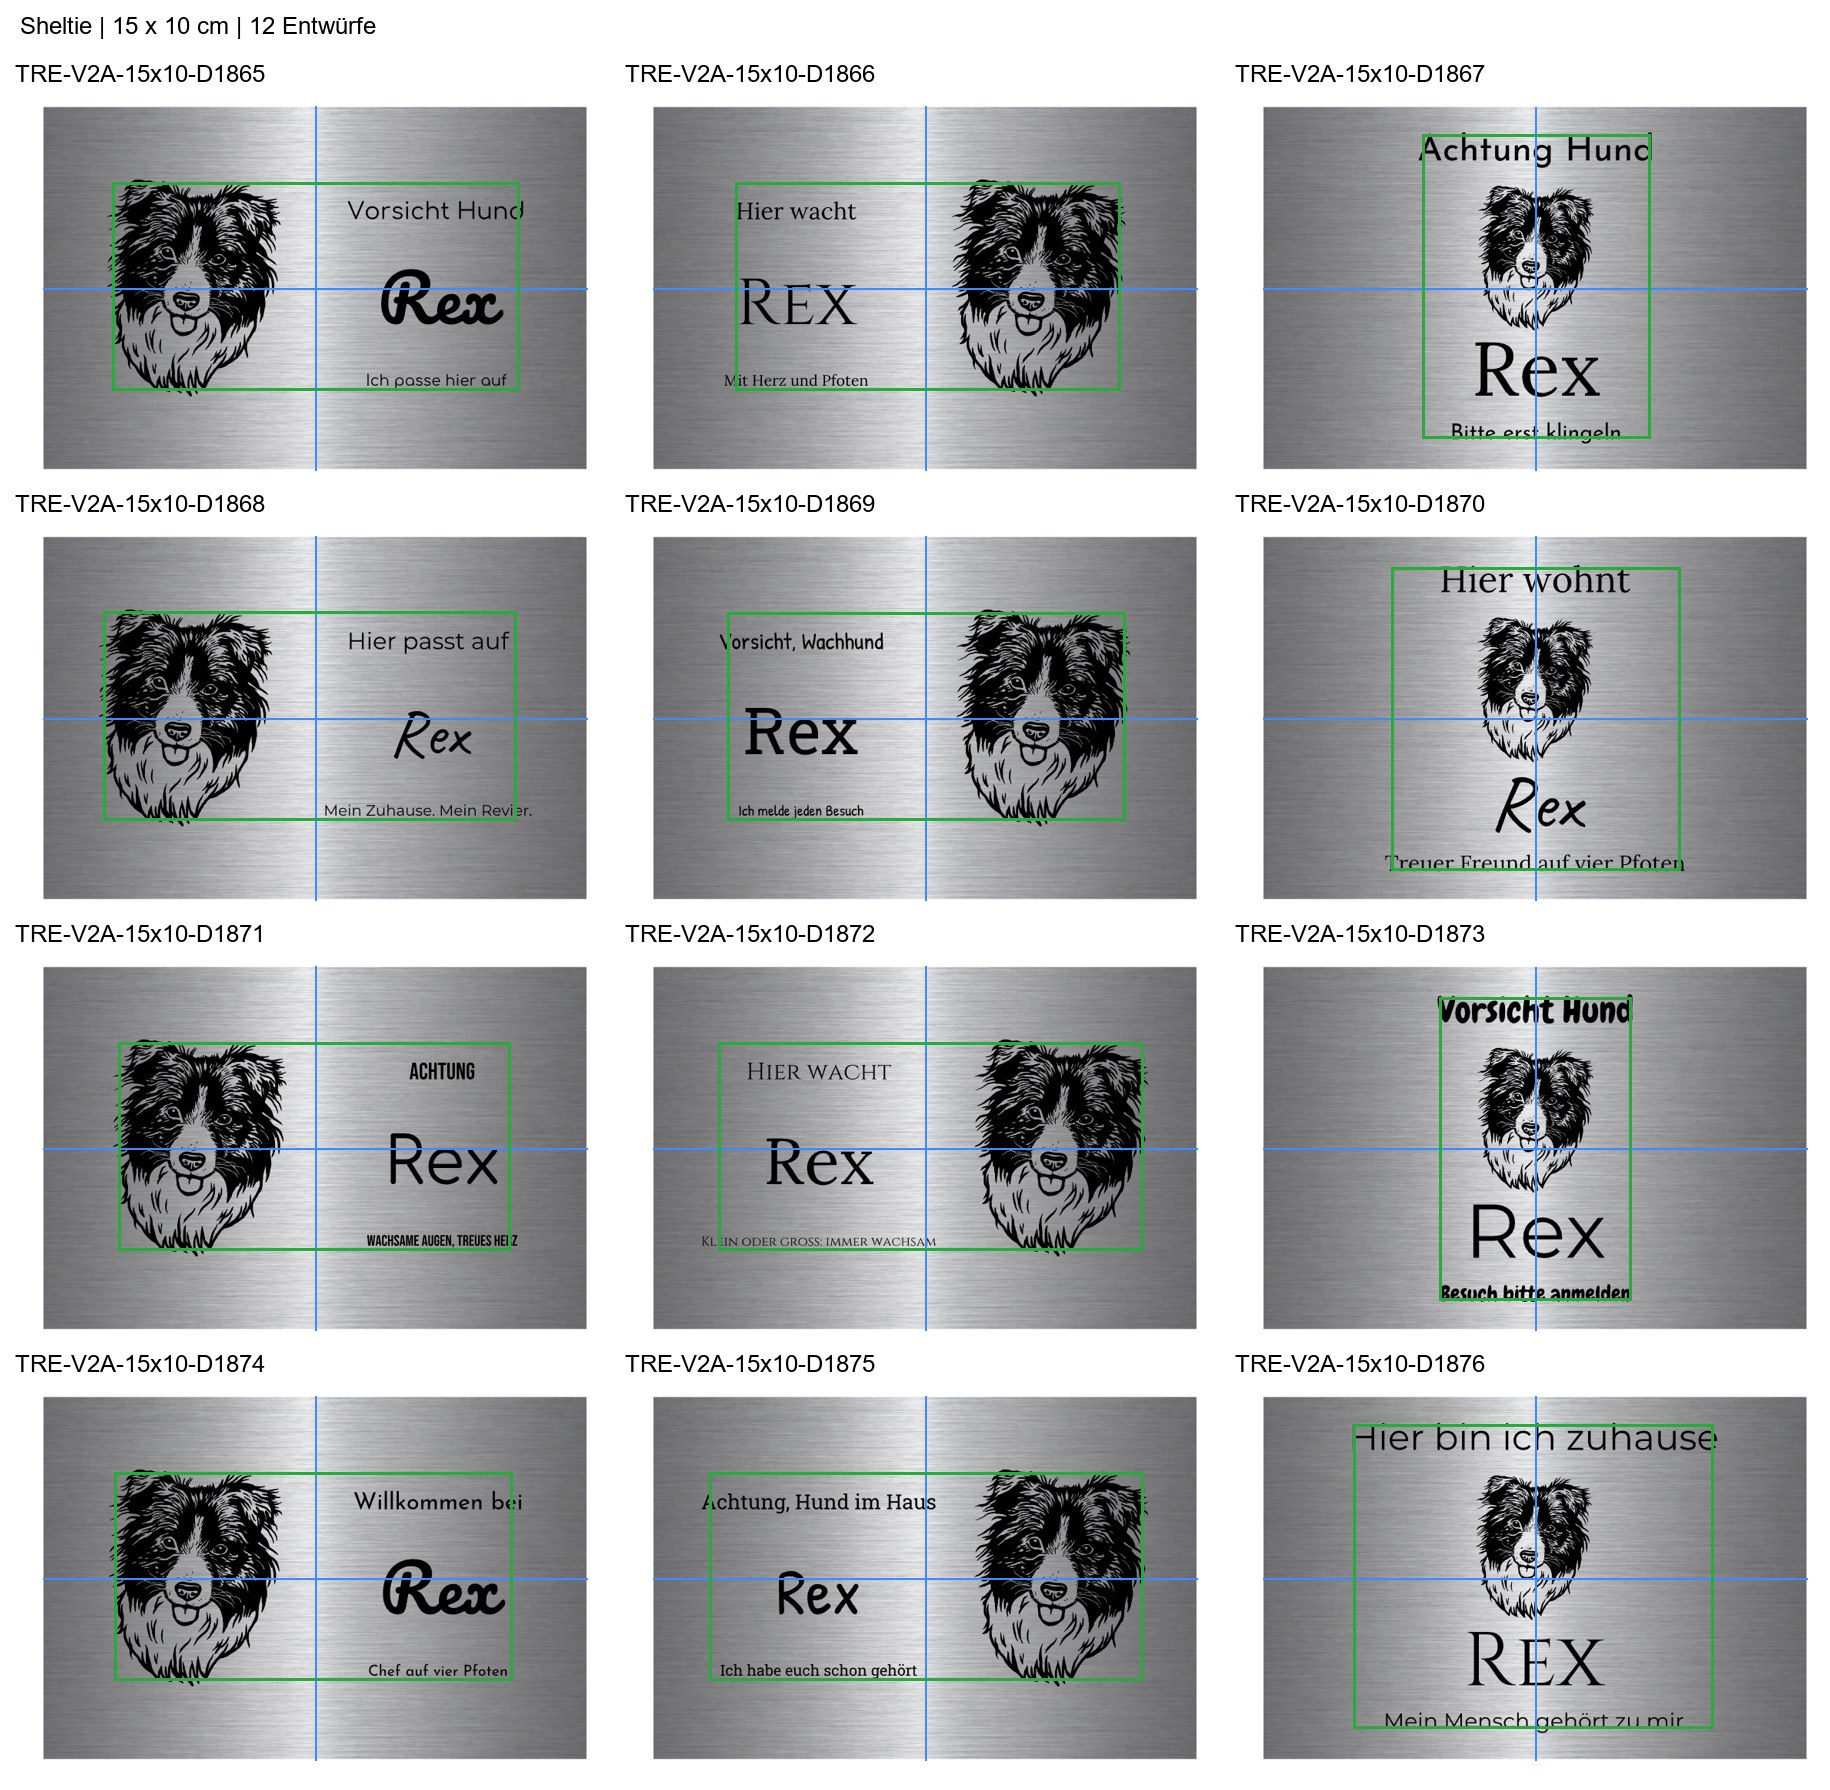 Sheltie | 15 x 10 cm | 12 Entwürfe
TRE-V2A-15x10-D1865
Vorsicht Hund
Rex
Ich passe hier auf
TRE-V2A-15x10-D1866
Hier wacht
Rex
Mit Herz und Pfoten
TRE-V2A-15x10-D1867
Achtung Hund
Rex
Bitte erst klingeln
TRE-V2A-15x10-D1868
Hier passt auf
Rex
Mein Zuhause. Mein Revier.
TRE-V2A-15x10-D1869
Vorsicht, Wachhund
Rex
Ich melde jeden Besuch
TRE-V2A-15x10-D1870
Hier wohnt
Rex
Treuer Freund auf vier Pfoten
TRE-V2A-15x10-D1871
ACHTUNG
Rex
WACHSAME AUGEN, TREUES HERZ
TRE-V2A-15x10-D1872
Hier wacht
Rex
Klein oder gross: immer wachsam
TRE-V2A-15x10-D1873
Vorsicht Hund
Rex
Besuch bitte anmelden
TRE-V2A-15x10-D1874
Willkommen bei
Rex
Chef auf vier Pfoten
TRE-V2A-15x10-D1875
Achtung, Hund im Haus
Rex
Ich habe euch schon gehört
TRE-V2A-15x10-D1876
Hier bin ich zuhause
Rex
Mein Mensch gehört zu mir